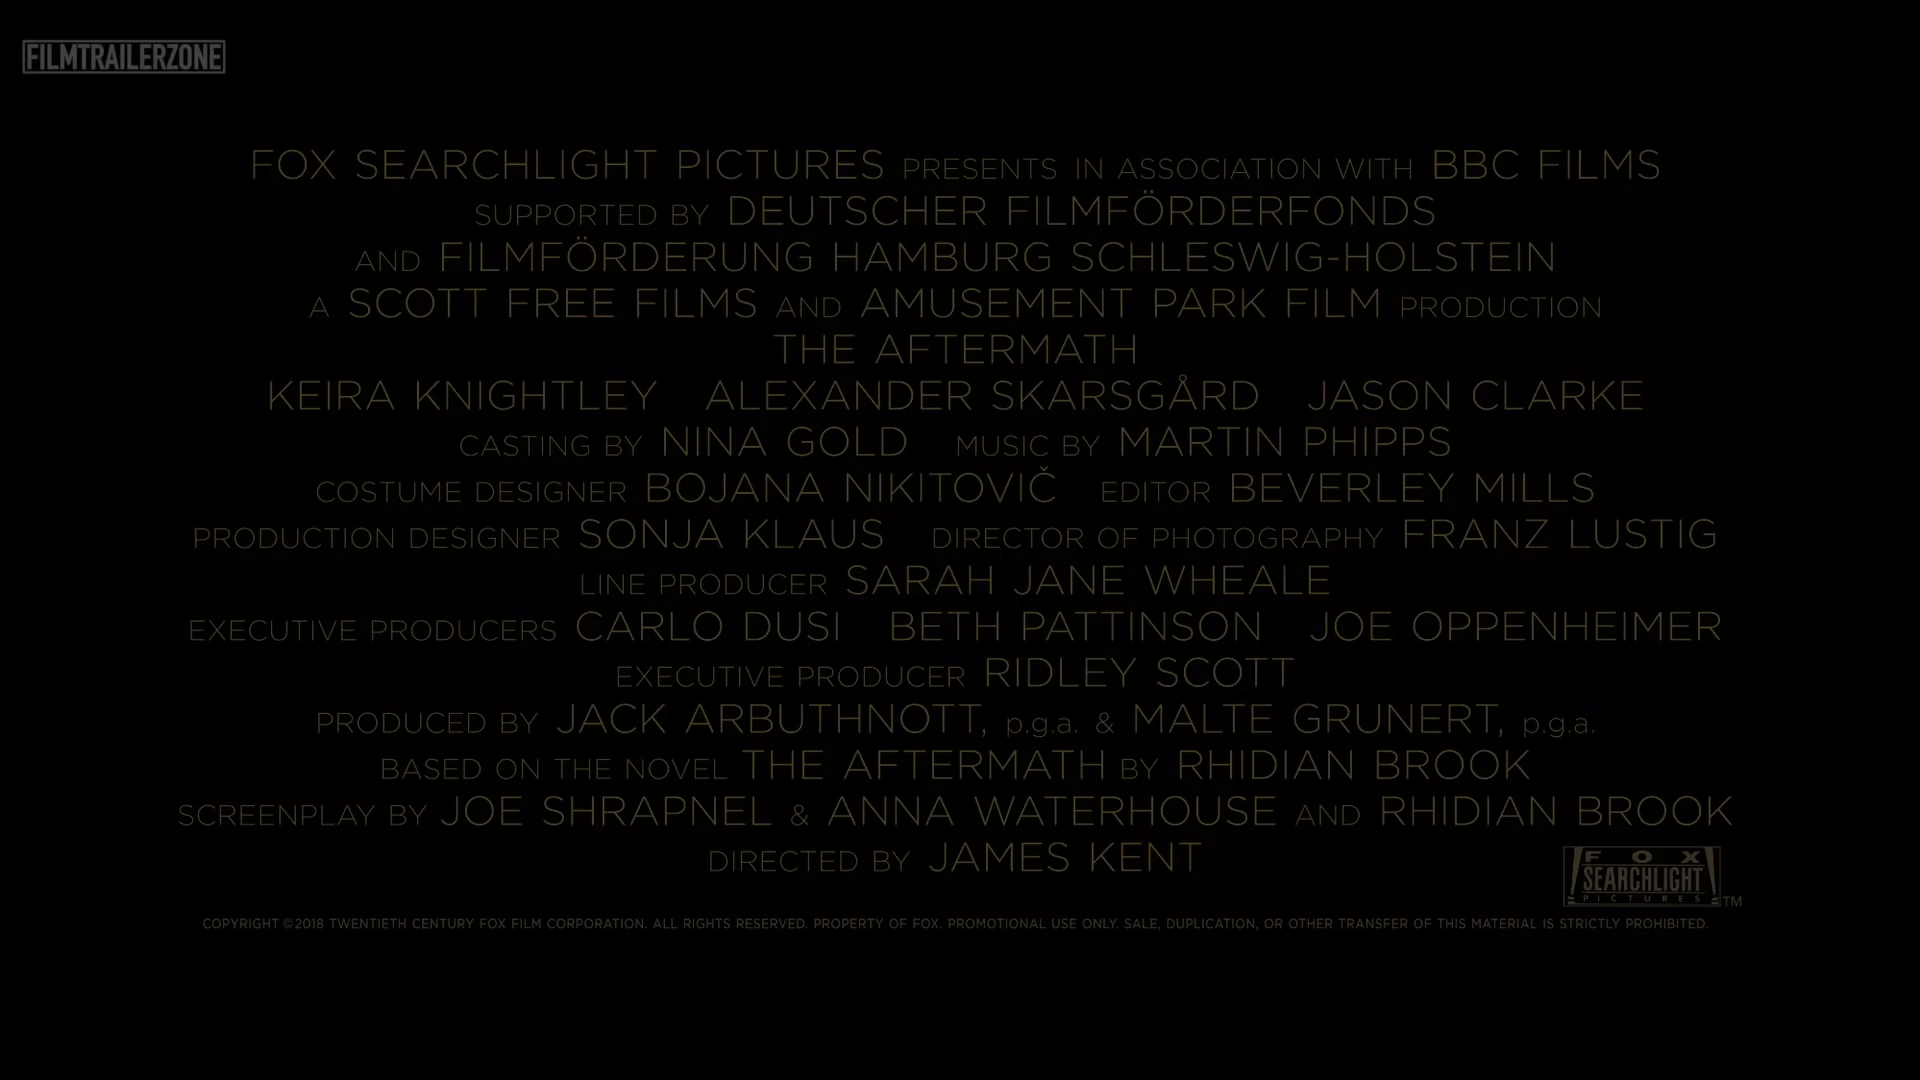 FILMTRAILERZONE
FOX SEARCHLIGHT PICTURES PRESENTS IN ASSOCIATION WITH BBC FILMS
SUPPORTED BY DEUTSCHER FILMFÖRDERFONDS
AND FILMFÖRDERUNG HAMBURG SCHLESWIG-HOLSTEIN
A SCOTT FREE FILMS AND AMUSEMENT PARK FILM PRODUCTION
THE AFTERMATH
KEIRA KNIGHTLEY ALEXANDER SKARSGÅRD JASON CLARKE
CASTING BY NINA GOLD MUSIC BY MARTIN PHIPPS
COSTUME DESIGNER BOJANA NIKITOVIČ EDITOR BEVERLEY MILLS
PRODUCTION DESIGNER SONJA KLAUS DIRECTOR OF PHOTOGRAPHY FRANZ LUSTIG
LINE PRODUCER SARAH JANE WHEALE
EXECUTIVE PRODUCERS CARLO DUSI BETH PATTINSON JOE OPPENHEIMER
EXECUTIVE PRODUCER RIDLEY SCOTT
PRODUCED BY JACK ARBUTHNOTT, p.g.a. & MALTE GRUNERT, p.g.a.
BASED ON THE NOVEL THE AFTERMATH BY RHIDIAN BROOK
SCREENPLAY BY JOE SHRAPNEL & ANNA WATERHOUSE AND RHIDIAN BROOK
DIRECTED BY JAMES KENT
FOX
SEARCHLIGHT
PICTURES TM
COPYRIGHT ©2018 TWENTIETH CENTURY FOX FILM CORPORATION. ALL RIGHTS RESERVED. PROPERTY OF FOX. PROMOTIONAL USE ONLY. SALE, DUPLICATION, OR OTHER TRANSFER OF THIS MATERIAL IS STRICTLY PROHIBITED.